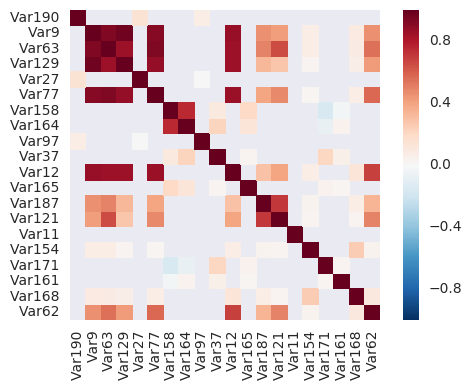 Var190
Var9
Var63
Var129
Var27
Var77
Var158
Var164
Var97
Var37
Var12
Var165
Var187
Var121
Var11
Var154
Var171
Var161
Var168
Var62
0.8
0.4
0.0
−0.4
−0.8
Var190
Var9
Var63
Var129
Var27
Var77
Var158
Var164
Var97
Var37
Var12
Var165
Var187
Var121
Var11
Var154
Var171
Var161
Var168
Var62